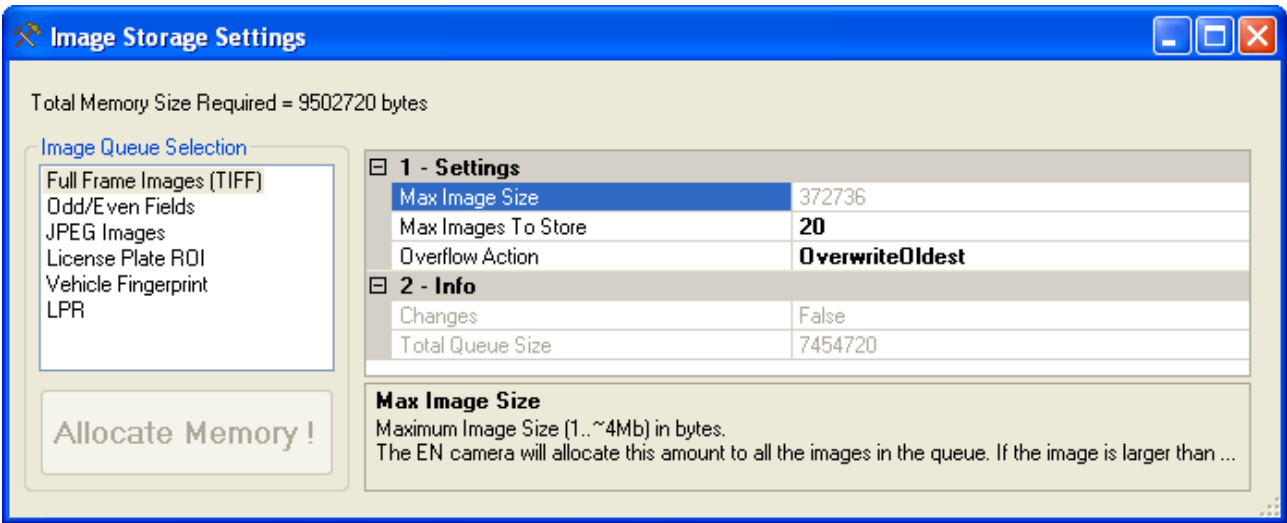 Image Storage Settings
Total Memory Size Required = 9502720 bytes
Image Queue Selection
Full Frame Images (TIFF)
Odd/Even Fields
JPEG Images
License Plate ROI
Vehicle Fingerprint
LPR
Allocate Memory !
1 - Settings
Max Image Size 372736
Max Images To Store 20
Overflow Action OverwriteOldest
2 - Info
Changes False
Total Queue Size 7454720
Max Image Size
Maximum Image Size (1..~4Mb) in bytes.
The EN camera will allocate this amount to all the images in the queue. If the image is larger than ...